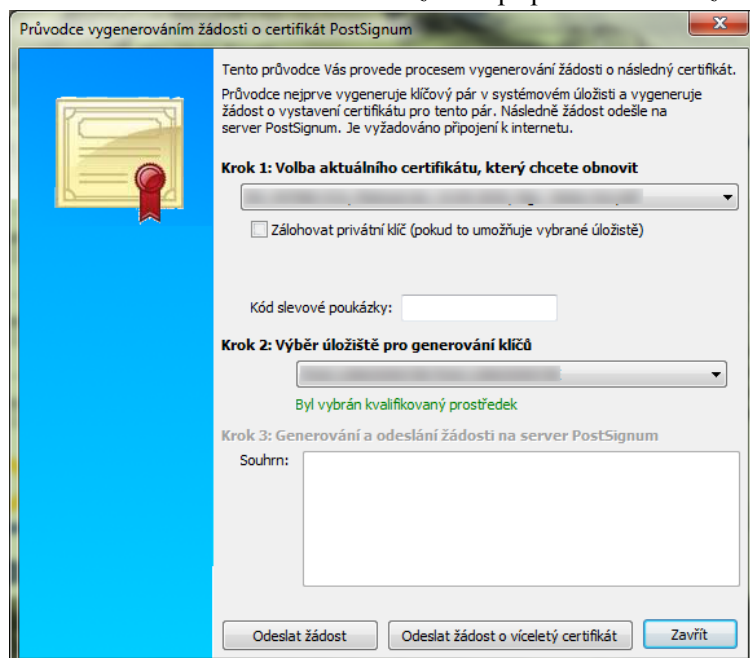 Průvodce vygenerováním žádosti o certifikát PostSignum
Tento průvodce Vás provede procesem vygenerování žádosti o následný certifikát.
Průvodce nejprve vygeneruje klíčový pár v systémovém úložisti a vygeneruje
žádost o vystavení certifikátu pro tento pár. Následně žádost odešle na
server PostSignum. Je vyžadováno připojení k internetu.
Krok 1: Volba aktuálního certifikátu, který chcete obnovit
Zálohovat privátní klíč (pokud to umožňuje vybrané úložistě)
Kód slevové poukázky:
Krok 2: Výběr úložiště pro generování klíčů
Byl vybrán kvalifikovaný prostředek
Krok 3: Generování a odeslání žádosti na server PostSignum
Souhrn:
Odeslat žádost Odeslat žádost o víceletý certifikát Zavřít